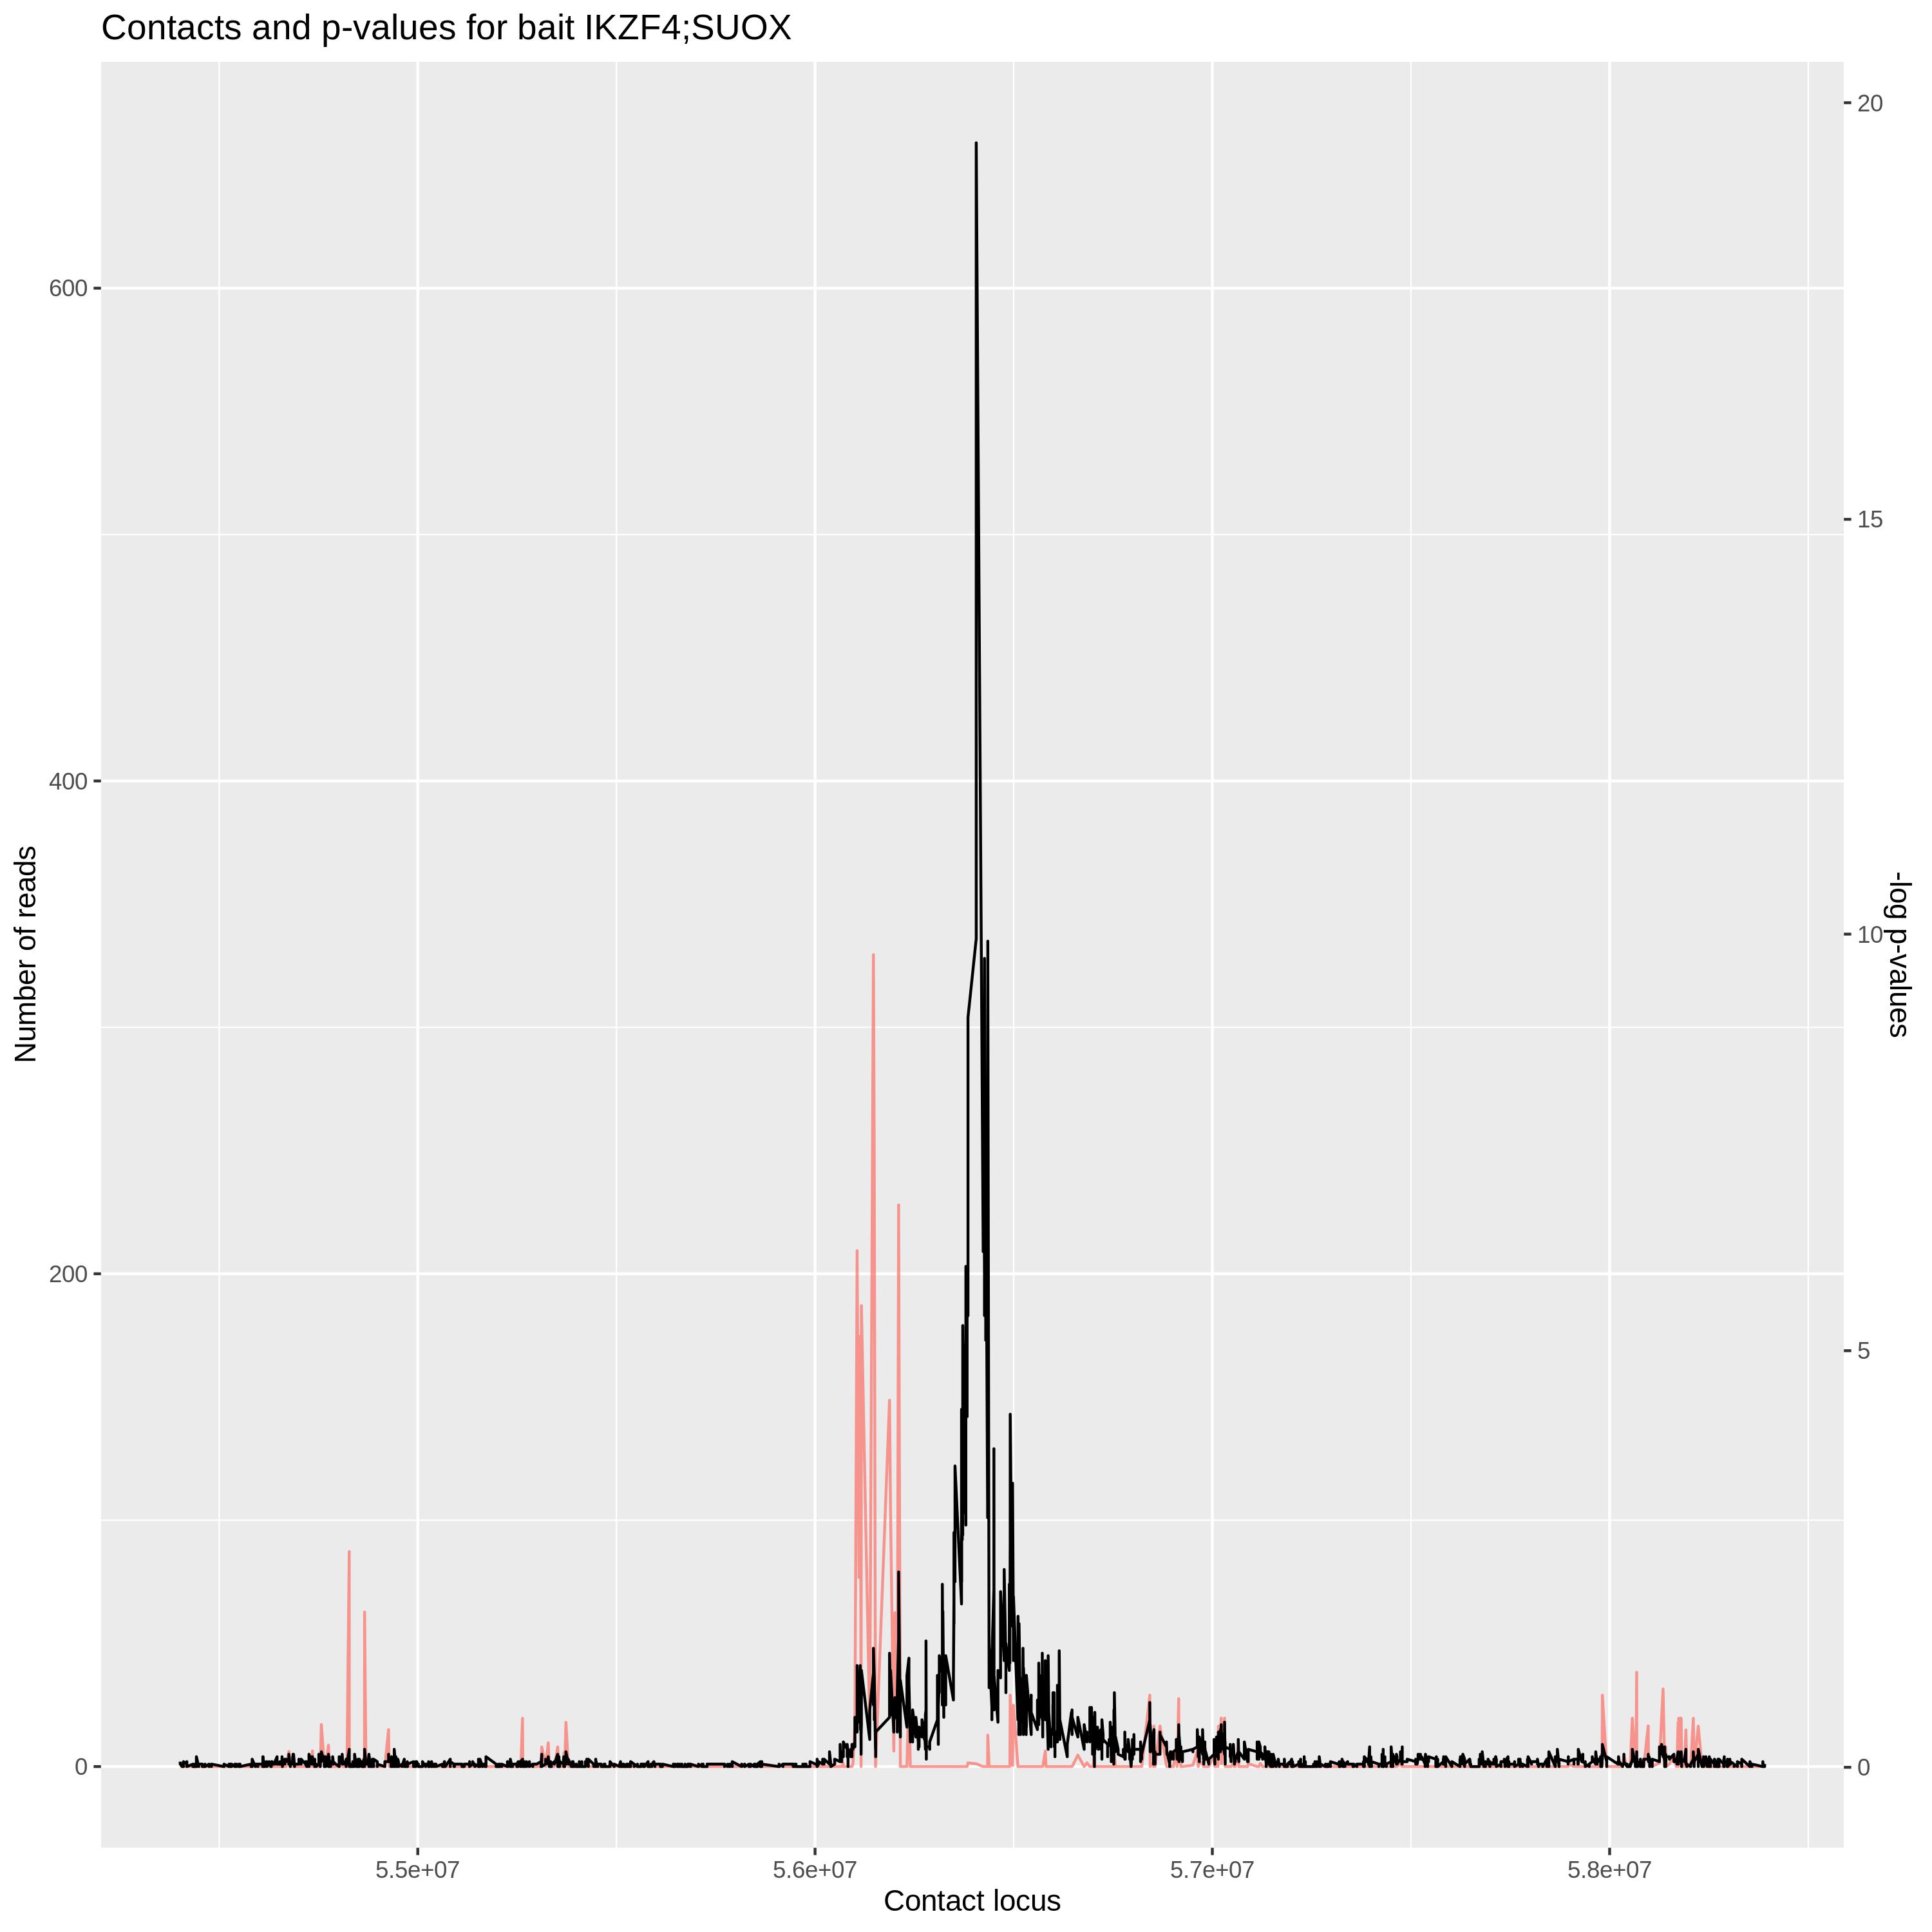 Contacts and p-values for bait IKZF4;SUOX
Number of reads
600
400
200
0
20
15
10
5
0
-log p-values
5.5e+07
5.6e+07
5.7e+07
5.8e+07
Contact locus